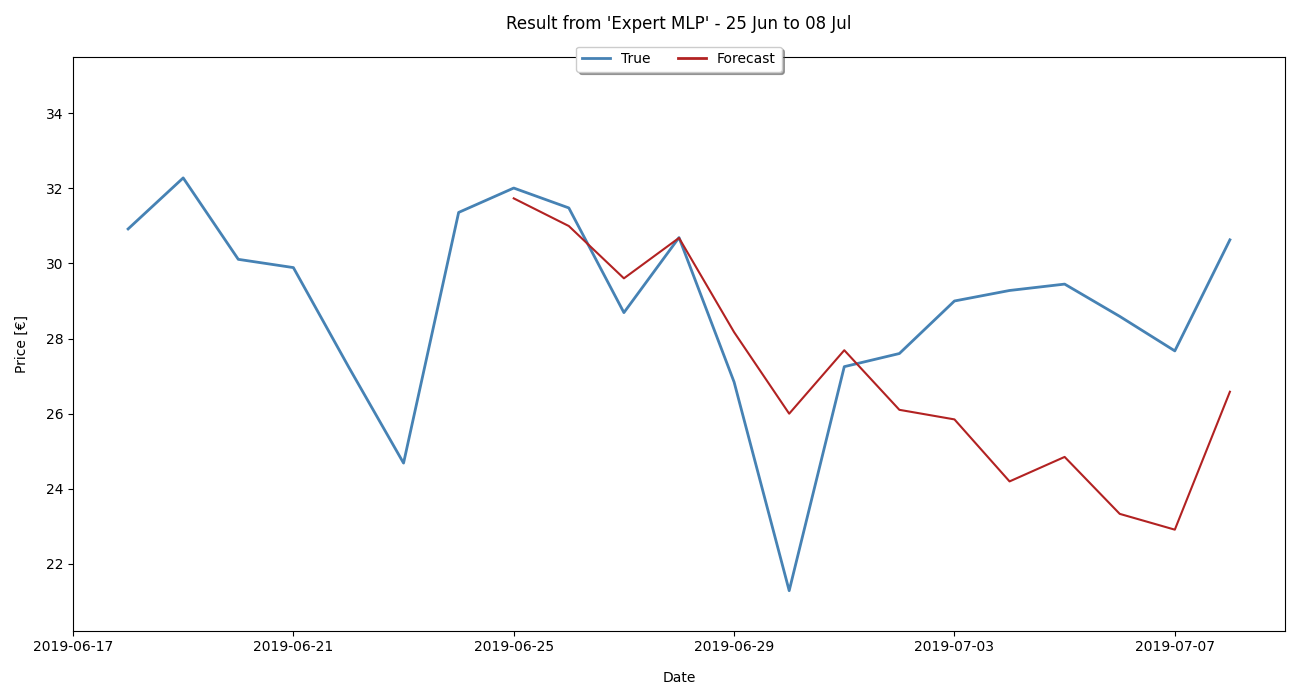 Result from 'Expert MLP' - 25 Jun to 08 Jul
True Forecast
34
32
30
28
26
24
22
Price [€]
2019-06-17 2019-06-21 2019-06-25 2019-06-29 2019-07-03 2019-07-07
Date